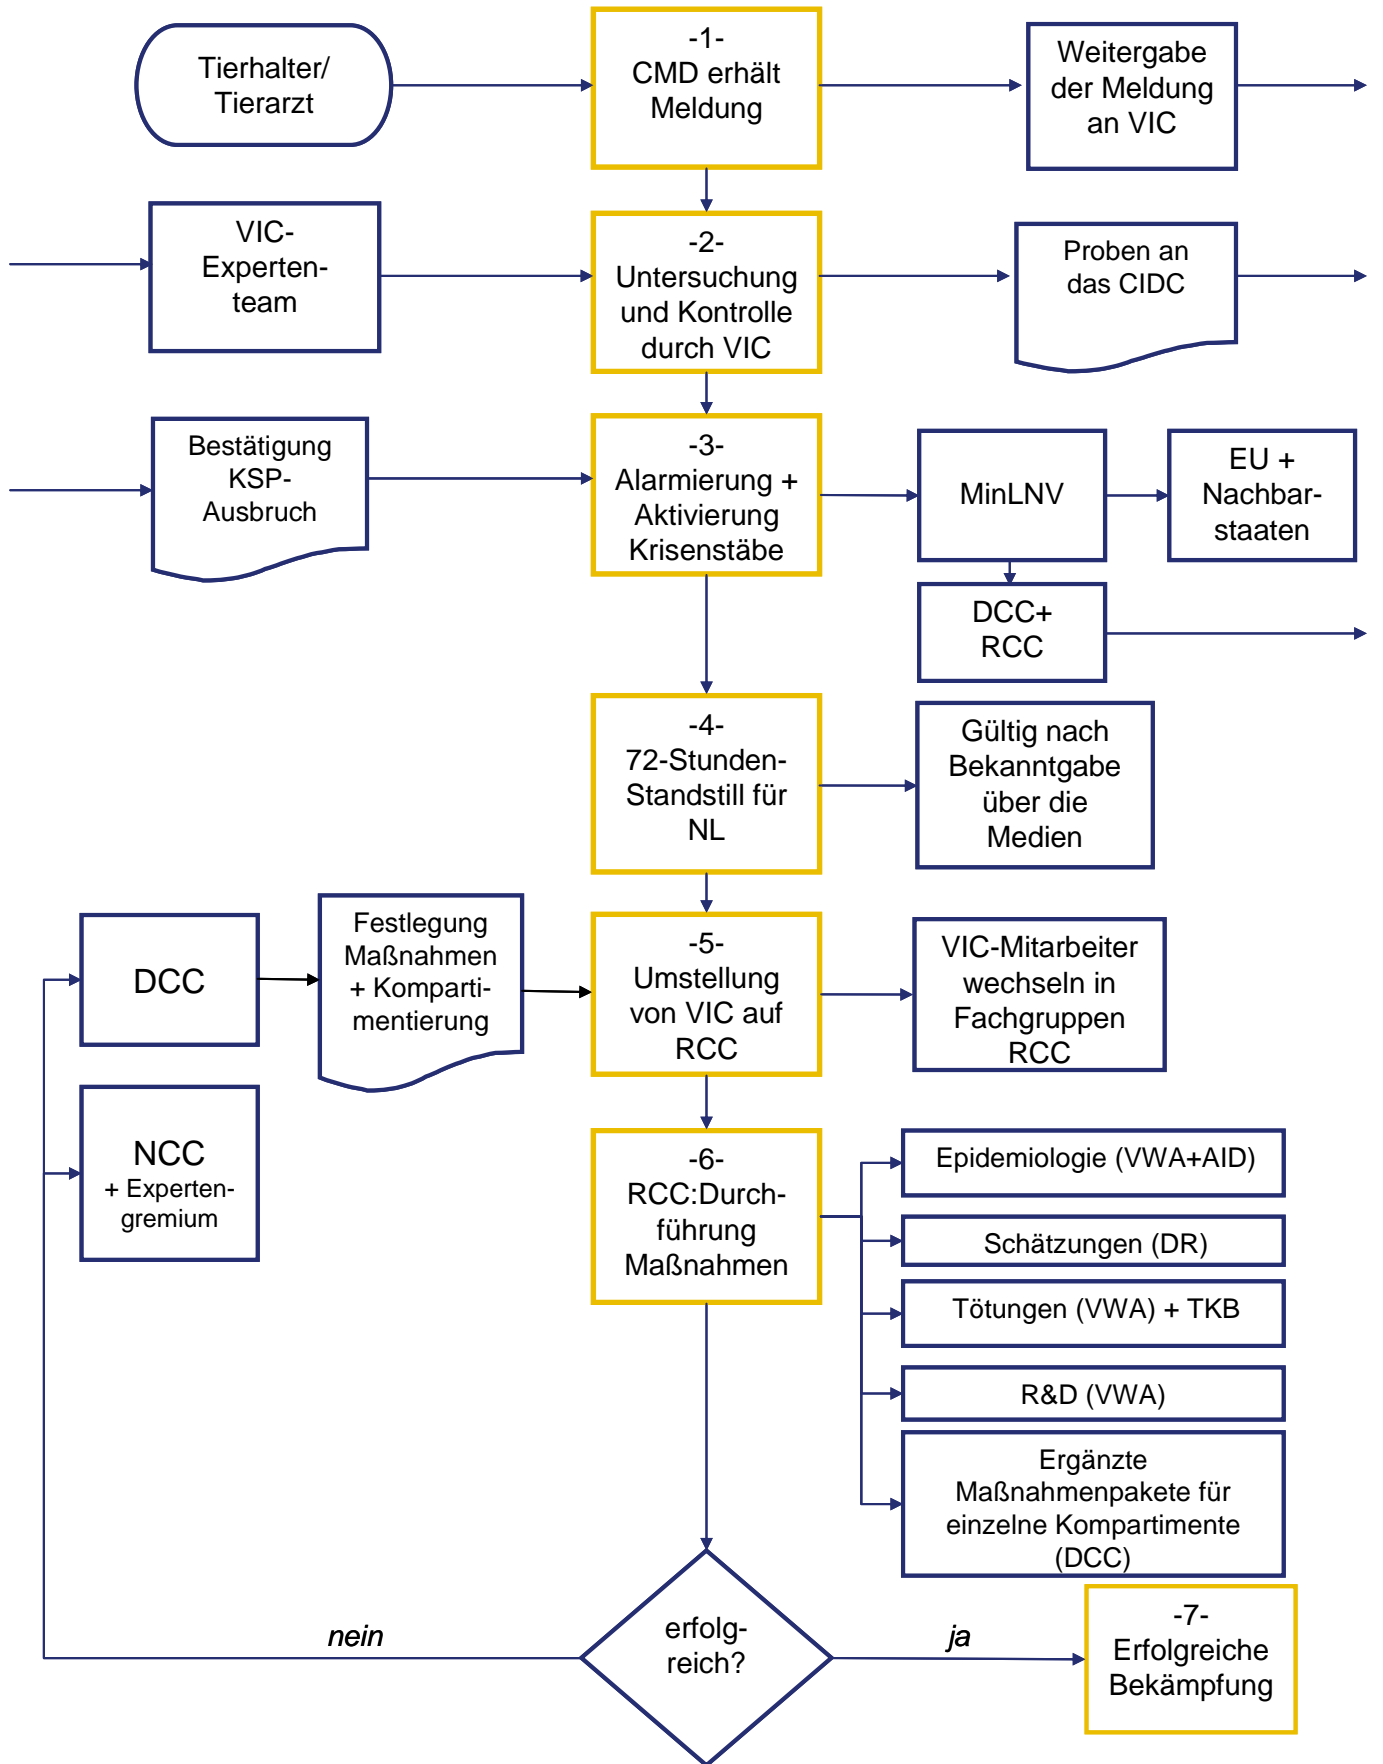 Tierhalter/
Tierarzt
-1-
CMD erhält
Meldung
Weitergabe
der Meldung
an VIC
VIC-
Experten-
team
-2-
Untersuchung
und Kontrolle
durch VIC
Proben an
das CIDC
Bestätigung
KSP-
Ausbruch
-3-
Alarmierung +
Aktivierung
Krisenstäbe
MinLNV
EU +
Nachbar-
staaten
DCC+
RCC
-4-
72-Stunden-
Standstill für
NL
Gültig nach
Bekanntgabe
über die
Medien
DCC
Festlegung
Maßnahmen
+ Komparti-
mentierung
-5-
Umstellung
von VIC auf
RCC
VIC-Mitarbeiter
wechseln in
Fachgruppen
RCC
NCC
+ Experten-
gremium
-6-
RCC:Durch-
führung
Maßnahmen
Epidemiologie (VWA+AID)
Schätzungen (DR)
Tötungen (VWA) + TKB
R&D (VWA)
Ergänzte
Maßnahmenpakete für
einzelne Kompartimente
(DCC)
nein
erfolg-
reich?
ja
-7-
Erfolgreiche
Bekämpfung